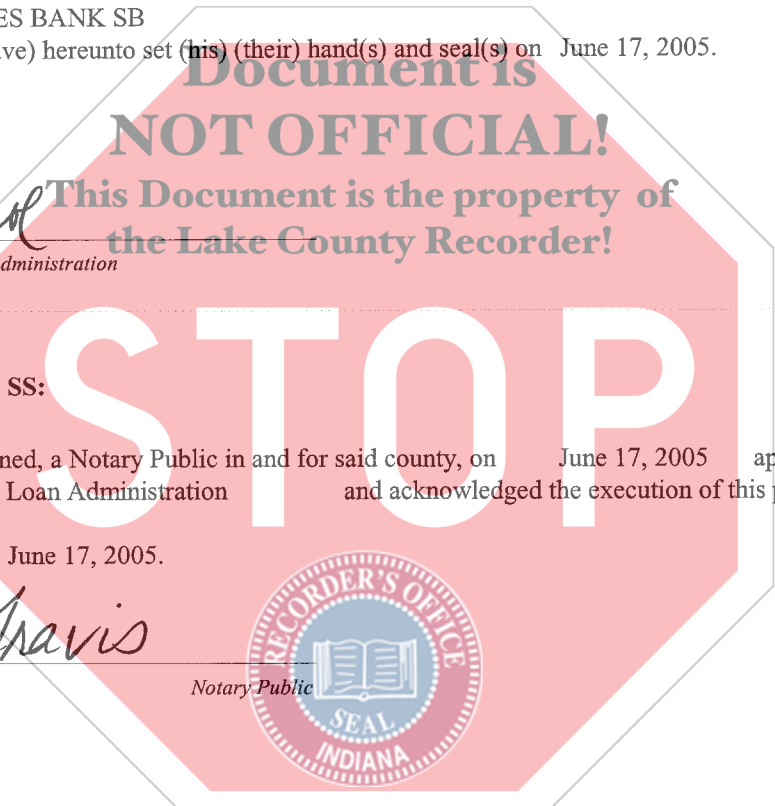 ES BANK SB
ve) hereunto set (his) (their) hand(s) and seal(s) on June 17, 2005.
Document is
NOT OFFICIAL!
This Document is the property of
the Lake County Recorder!
dministration
STOP
SS:
ned, a Notary Public in and for said county, on June 17, 2005 ap
Loan Administration and acknowledged the execution of this p
June 17, 2005.
Travis
Notary Public
RECORDER'S OFFICE
SEAL
INDIANA